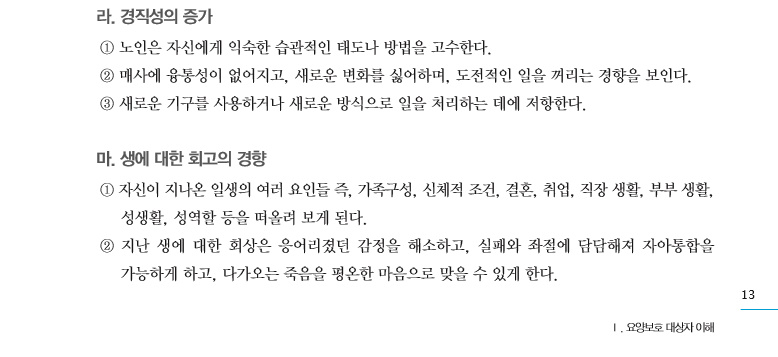 라. 경직성의 증가
① 노인은 자신에게 익숙한 습관적인 태도나 방법을 고수한다.
② 매사에 융통성이 없어지고, 새로운 변화를 싫어하며, 도전적인 일을 꺼리는 경향을 보인다.
③ 새로운 기구를 사용하거나 새로운 방식으로 일을 처리하는 데에 저항한다.
마. 생에 대한 회고의 경향
① 자신이 지나온 일생의 여러 요인들 즉, 가족구성, 신체적 조건, 결혼, 취업, 직장 생활, 부부 생활,
성생활, 성역할 등을 떠올려 보게 된다.
② 지난 생에 대한 회상은 응어리졌던 감정을 해소하고, 실패와 좌절에 담담해져 자아통합을
가능하게 하고, 다가오는 죽음을 평온한 마음으로 맞을 수 있게 한다.
13
Ⅰ. 요양보호 대상자 이해